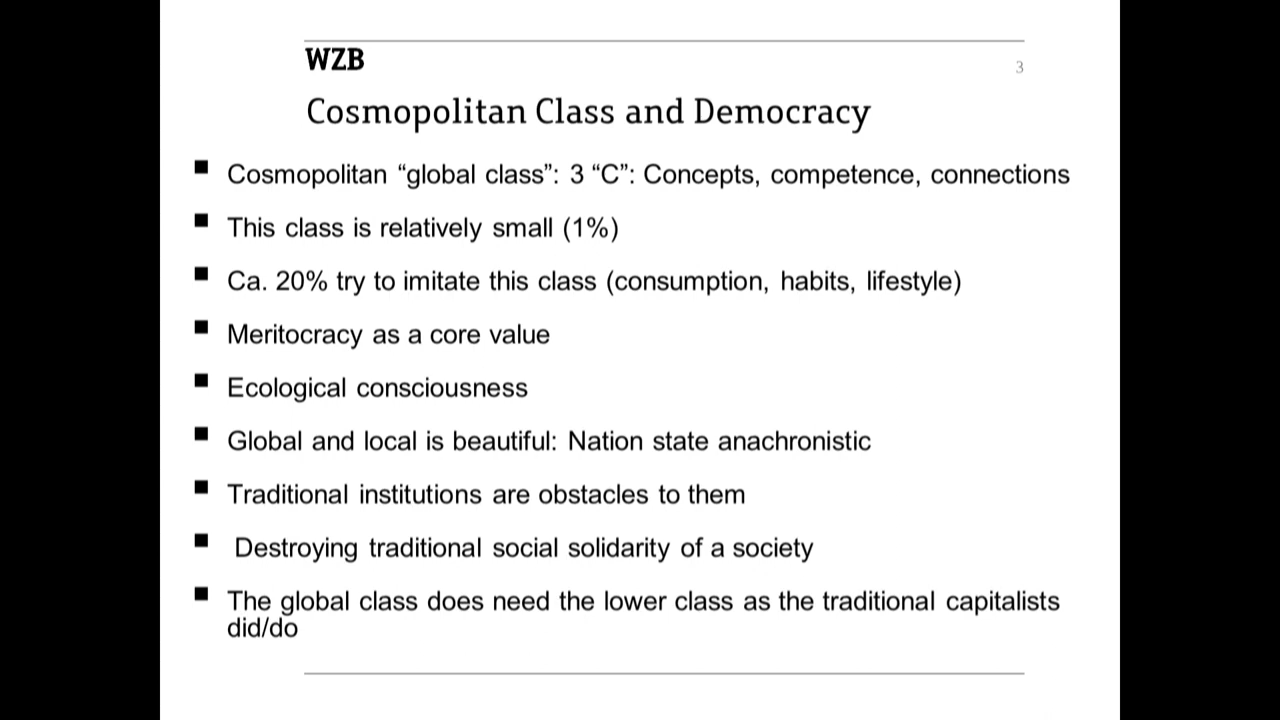 WZB
3
Cosmopolitan Class and Democracy
Cosmopolitan “global class”: 3 “C”: Concepts, competence, connections
This class is relatively small (1%)
Ca. 20% try to imitate this class (consumption, habits, lifestyle)
Meritocracy as a core value
Ecological consciousness
Global and local is beautiful: Nation state anachronistic
Traditional institutions are obstacles to them
Destroying traditional social solidarity of a society
The global class does need the lower class as the traditional capitalists
did/do